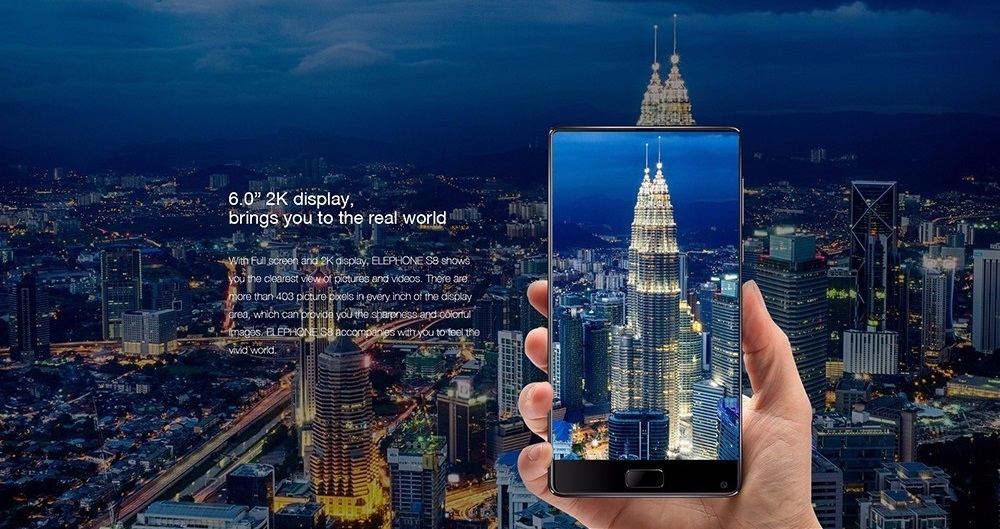 6.0” 2K display,
brings you to the real world
With Full screen and 2K display, ELEPHONE S8 shows
you the clearest view of pictures and videos. There are
more than 403 picture pixels in every inch of the display
area, which can provide you the sharpness and colorful
images. ELEPHONE S8 accompanies with you to feel the
vivid world.